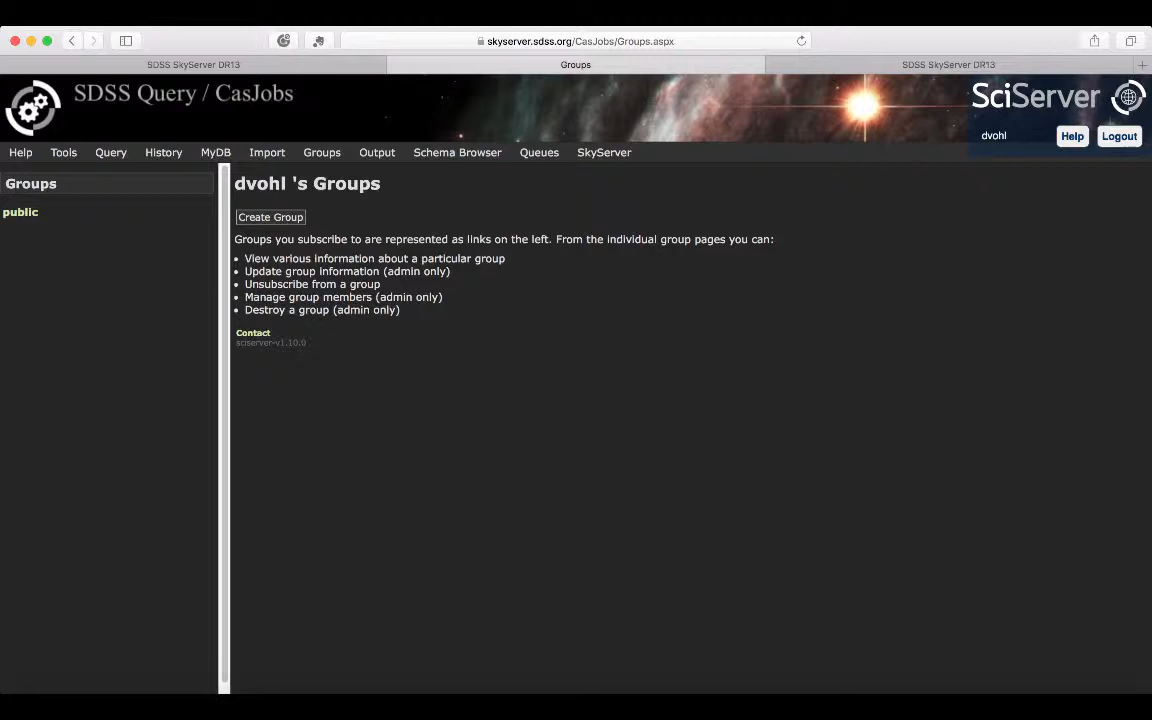 skyserver.sdss.org/CasJobs/Groups.aspx
SDSS SkyServer DR13
Groups
SDSS SkyServer DR13
SDSS Query / CasJobs
SciServer
dvohl
Help
Logout
Help
Tools
Query
History
MyDB
Import
Groups
Output
Schema Browser
Queues
SkyServer
Groups
public
dvohl 's Groups
Create Group
Groups you subscribe to are represented as links on the left. From the individual group pages you can:
• View various information about a particular group
• Update group information (admin only)
• Unsubscribe from a group
• Manage group members (admin only)
• Destroy a group (admin only)
Contact
sciserver-v1.10.0